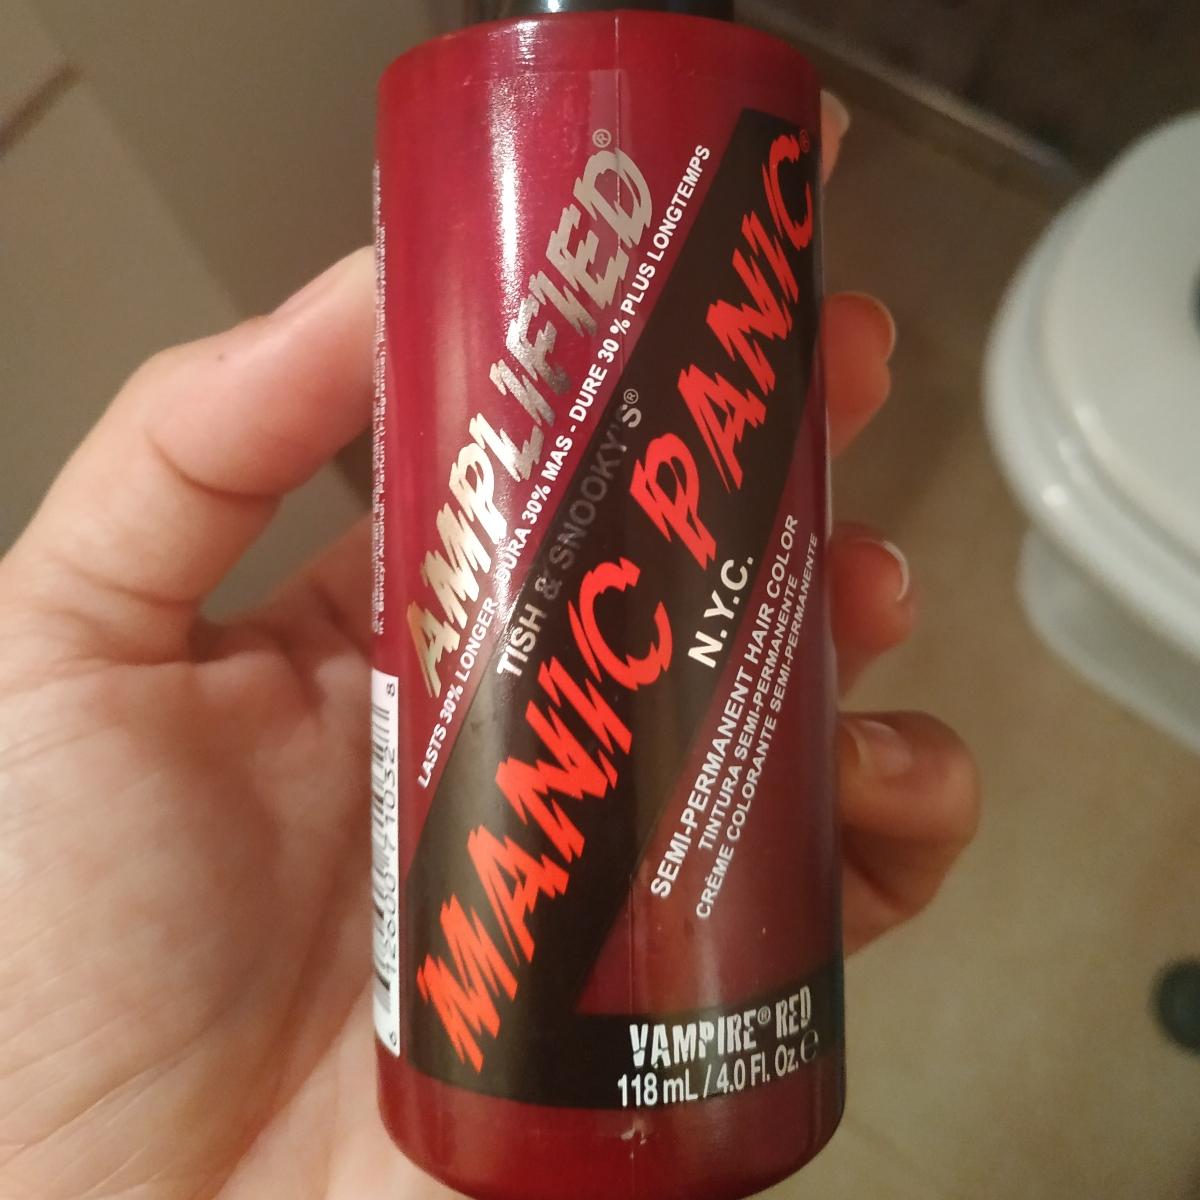 AMPLIFIED®
LASTS 30% LONGER - DURA 30% MAS - DURE 30 % PLUS LONGTEMPS
TISH & SNOOKY'S®
MANIC PANIC®
N.Y.C.
SEMI-PERMANENT HAIR COLOR
TINTURA SEMI-PERMANENTE
CRÈME COLORANTE SEMI-PERMANENTE
VAMPIRE® RED
118 mL / 4.0 Fl. Oz. ℮